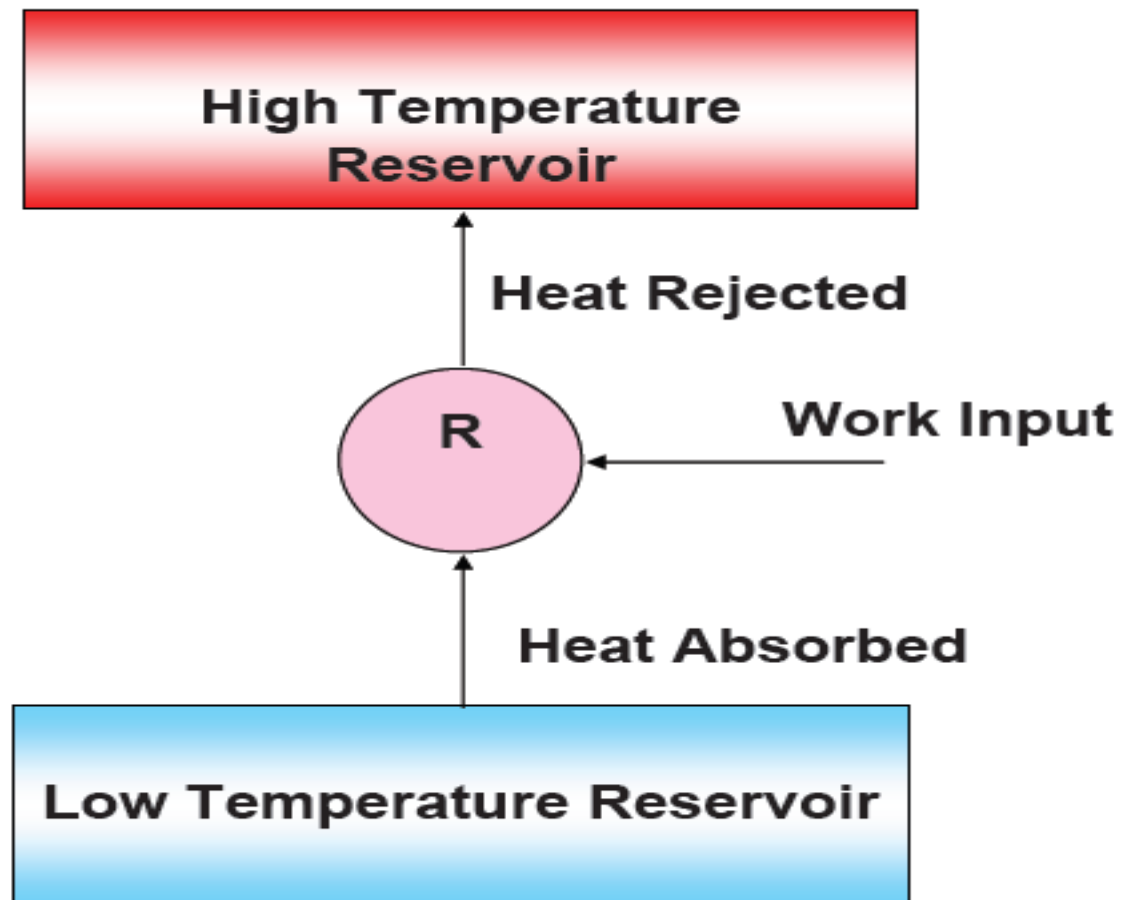 High Temperature
Reservoir
Heat Rejected
R
Work Input
Heat Absorbed
Low Temperature Reservoir